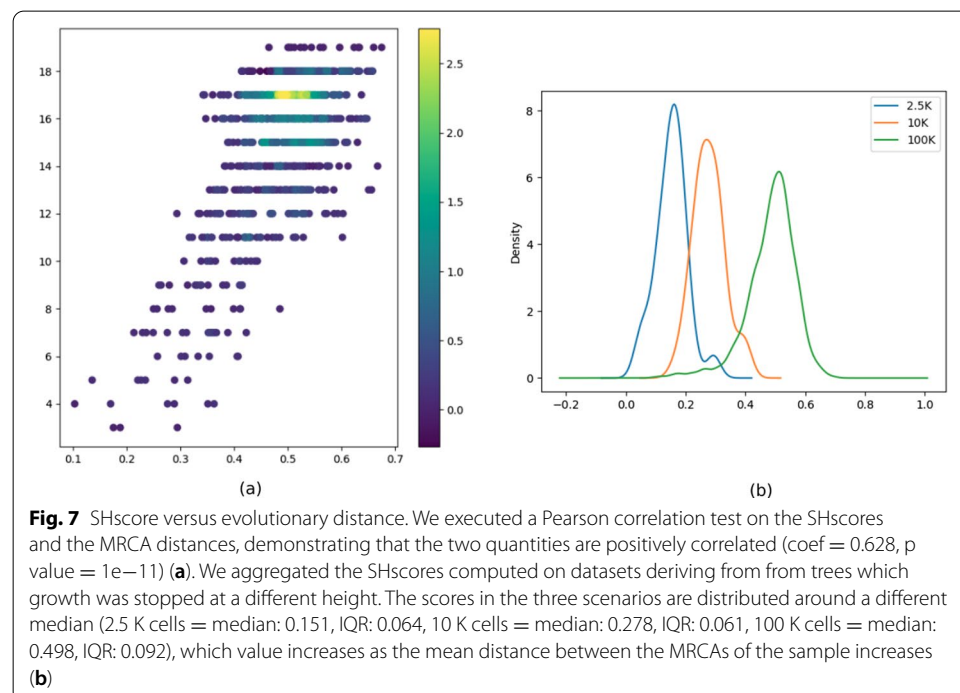 18
16
14
12
10
8
6
4
0.1 0.2 0.3 0.4 0.5 0.6 0.7
2.5
2.0
1.5
1.0
0.5
0.0
(a)
2.5K
10K
100K
Density
8
6
4
2
0
−0.2 0.0 0.2 0.4 0.6 0.8 1.0
(b)
Fig. 7 SHscore versus evolutionary distance. We executed a Pearson correlation test on the SHscores
and the MRCA distances, demonstrating that the two quantities are positively correlated (coef = 0.628, p
value = 1e−11) (a). We aggregated the SHscores computed on datasets deriving from from trees which
growth was stopped at a different height. The scores in the three scenarios are distributed around a different
median (2.5 K cells = median: 0.151, IQR: 0.064, 10 K cells = median: 0.278, IQR: 0.061, 100 K cells = median:
0.498, IQR: 0.092), which value increases as the mean distance between the MRCAs of the sample increases
(b)